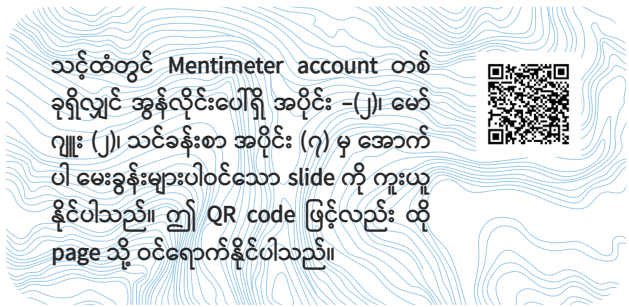 သင့်ထံတွင် Mentimeter account တစ်
ခုရှိလျှင် အွန်လိုင်းပေါ်ရှိ အပိုင်း –(၂)၊ မော်
ဂျူး (၂)၊ သင်ခန်းစာ အပိုင်း (၇) မှ အောက်
ပါ မေးခွန်းများပါဝင်သော slide ကို ကူးယူ
နိုင်ပါသည်။ ဤ QR code ဖြင့်လည်း ထို
page သို့ ဝင်ရောက်နိုင်ပါသည်။